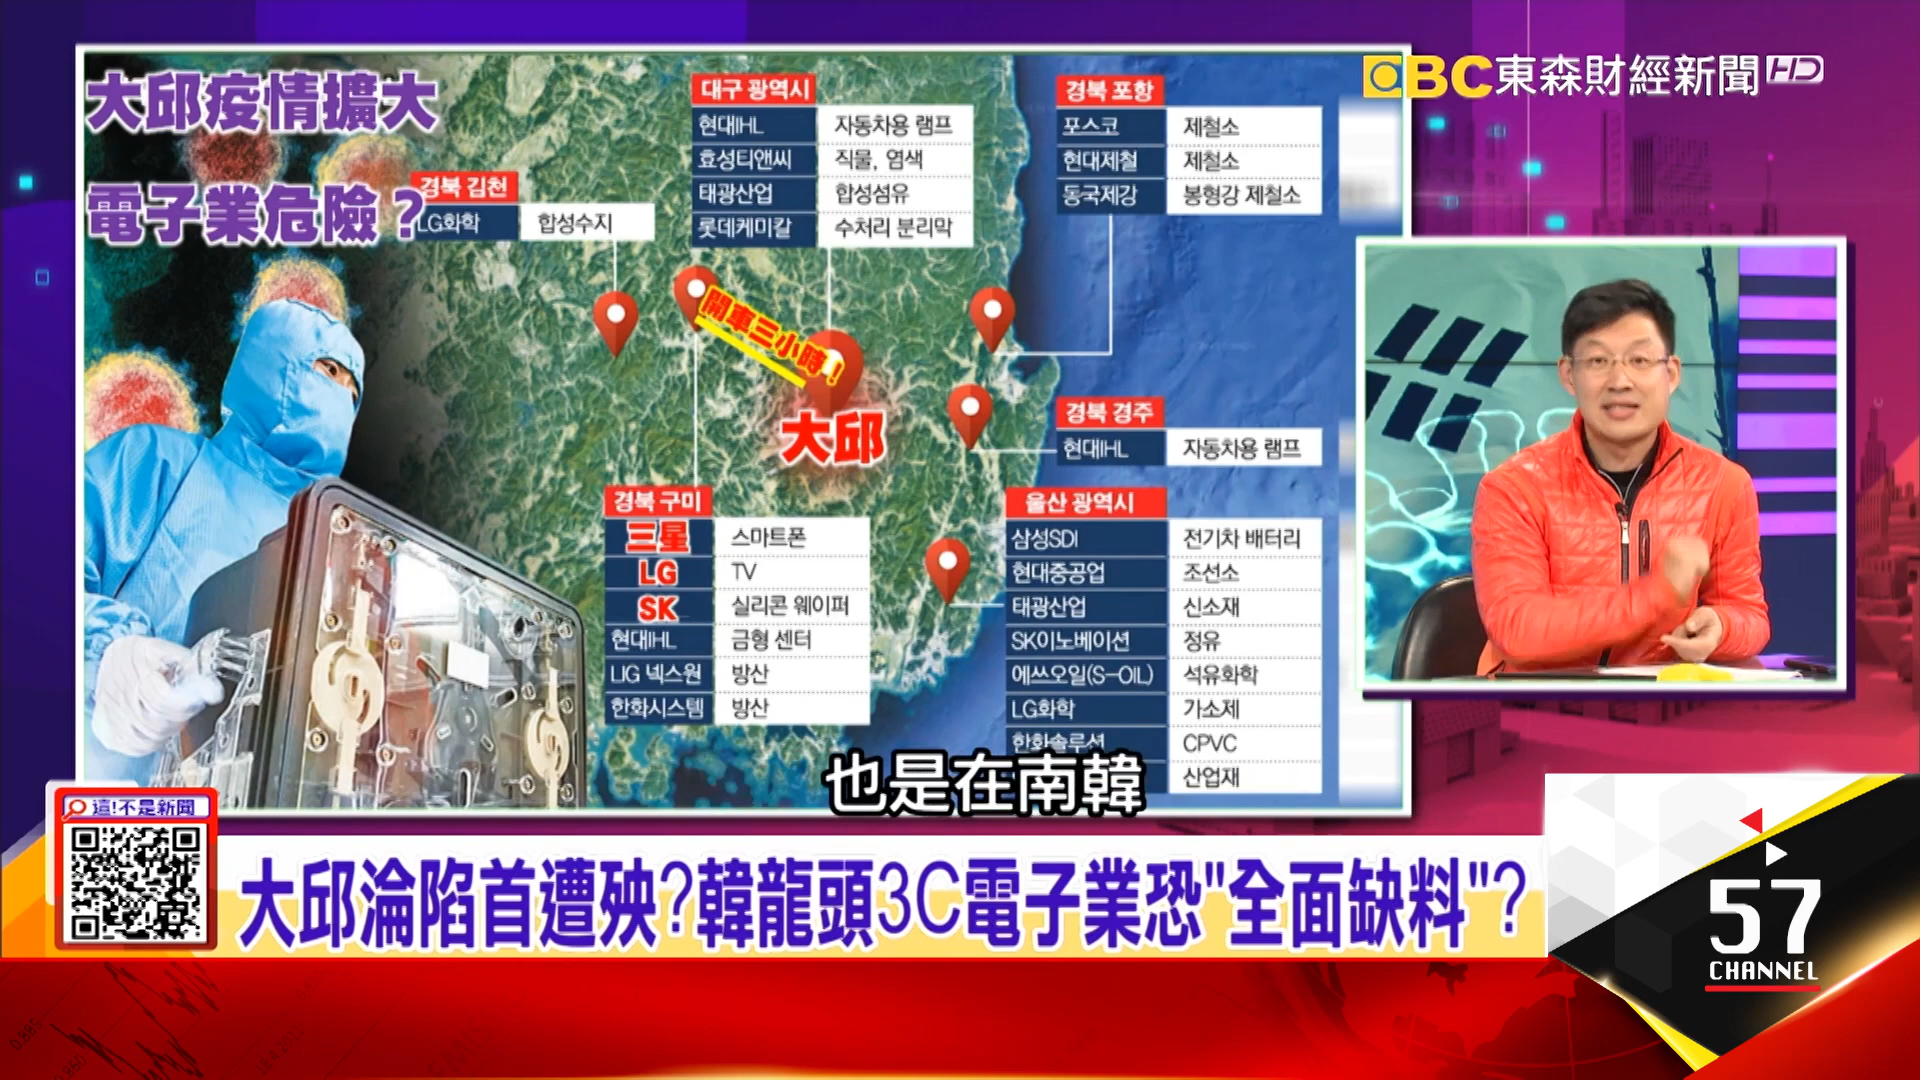 大邱疫情擴大
電子業危險？
EBC東森財經新聞HD
대구 광역시
현대IHL 자동차용 램프
효성티앤씨 직물, 염색
태광산업 합성섬유
롯데케미칼 수처리 분리막
경북 포항
포스코 제철소
현대제철 제철소
동국제강 봉형강 제철소
경북 김천
LG화학 합성수지
開車三小時!
大邱
경북 경주
현대IHL 자동차용 램프
경북 구미
三星 스마트폰
LG TV
SK 실리콘 웨이퍼
현대IHL 금형 센터
LIG 넥스원 방산
한화시스템 방산
울산 광역시
삼성SDI 전기차 배터리
현대중공업 조선소
태광산업 신소재
SK이노베이션 정유
에쓰오일(S-OIL) 석유화학
LG화학 가소제
한화솔루션 CPVC
산업재
也是在南韓
這!不是新聞
大邱淪陷首遭殃?韓龍頭3C電子業恐"全面缺料"?
57
CHANNEL